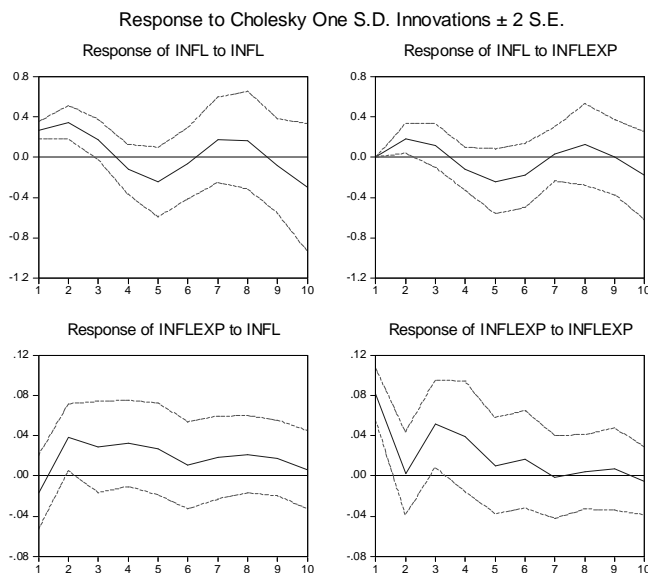 Response to Cholesky One S.D. Innovations ± 2 S.E.
Response of INFL to INFL
0.8
0.4
0.0
-0.4
-0.8
-1.2
1 2 3 4 5 6 7 8 9 10
Response of INFL to INFLEXP
0.8
0.4
0.0
-0.4
-0.8
-1.2
1 2 3 4 5 6 7 8 9 10
Response of INFLEXP to INFL
.12
.08
.04
.00
-.04
-.08
1 2 3 4 5 6 7 8 9 10
Response of INFLEXP to INFLEXP
.12
.08
.04
.00
-.04
-.08
1 2 3 4 5 6 7 8 9 10